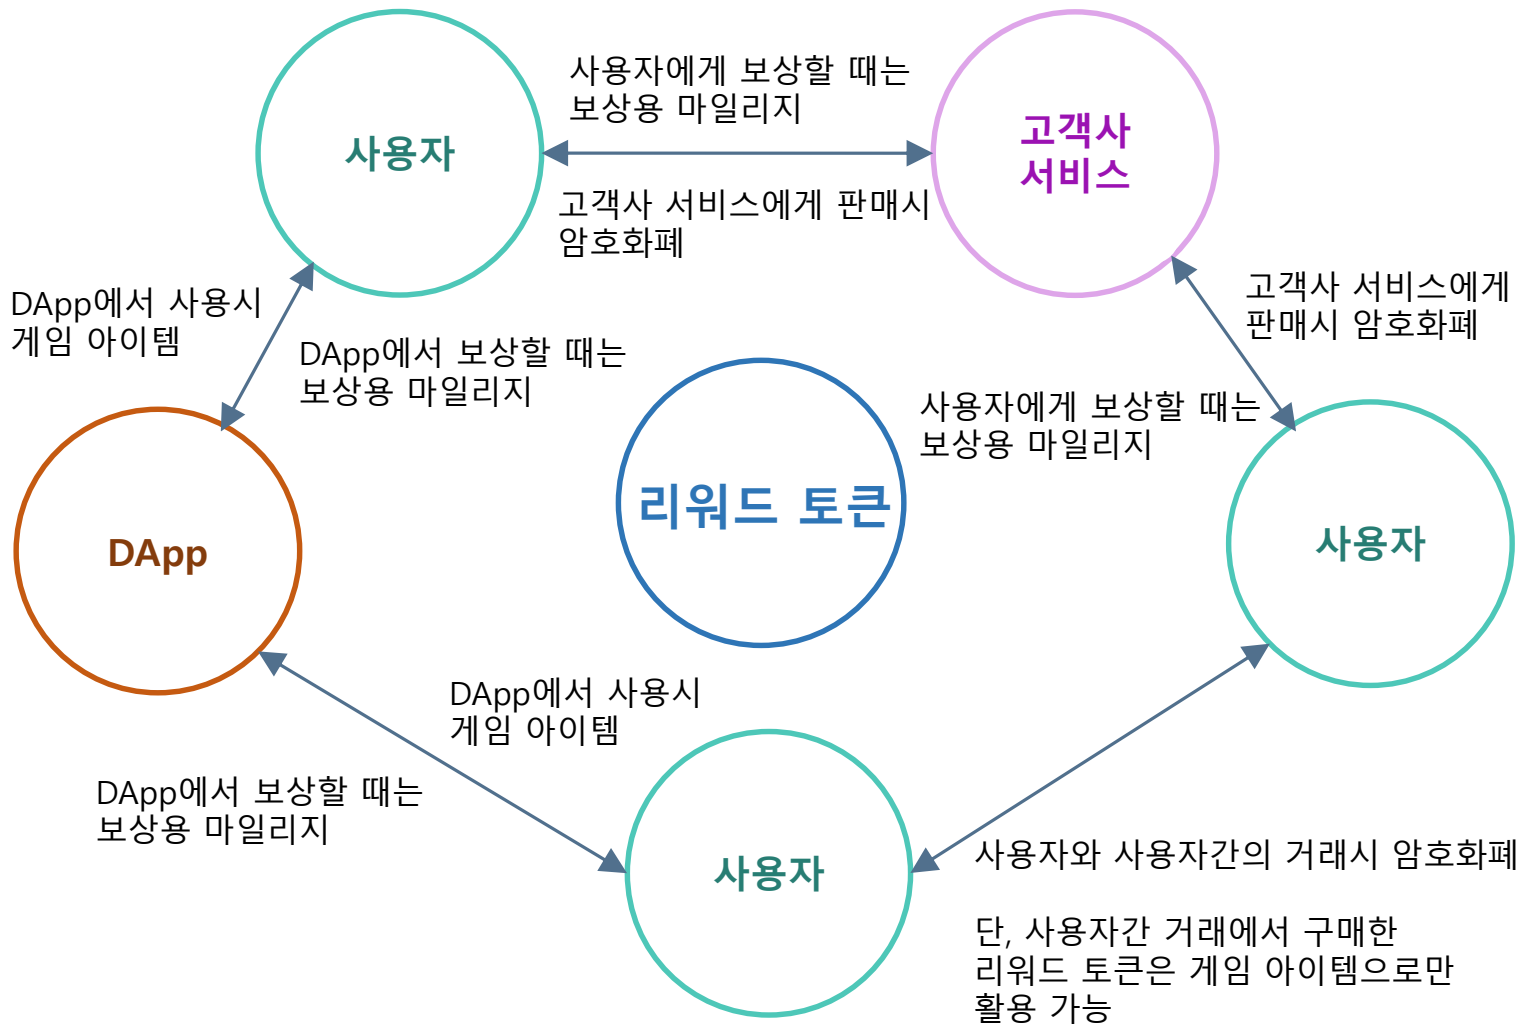 사용자에게 보상할 때는
보상용 마일리지
사용자
고객사
서비스
고객사 서비스에게 판매시
암호화폐
DApp에서 사용시
게임 아이템
고객사 서비스에게
판매시 암호화폐
DApp에서 보상할 때는
보상용 마일리지
사용자에게 보상할 때는
보상용 마일리지
리워드 토큰
DApp
사용자
DApp에서 사용시
게임 아이템
DApp에서 보상할 때는
보상용 마일리지
사용자
사용자와 사용자간의 거래시 암호화폐
단, 사용자간 거래에서 구매한
리워드 토큰은 게임 아이템으로만
활용 가능